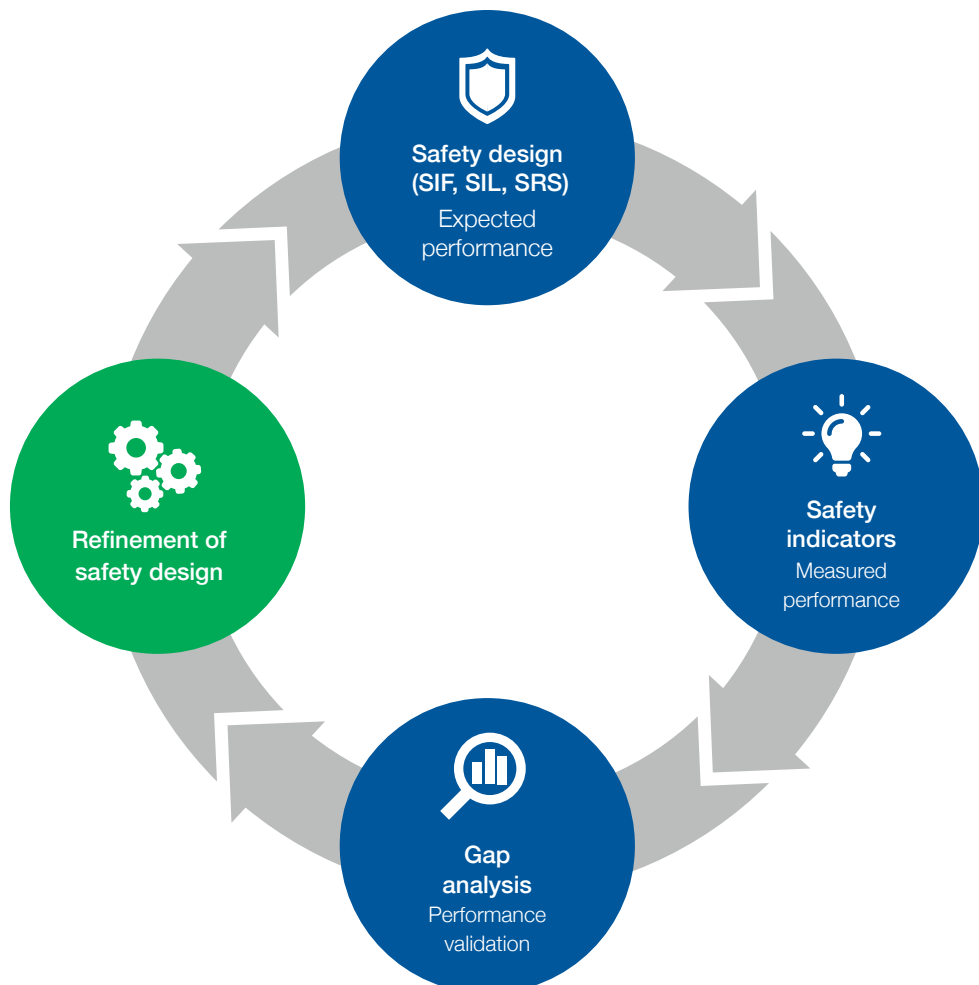 Safety design
(SIF, SIL, SRS)
Expected
performance
Safety
indicators
Measured
performance
Gap
analysis
Performance
validation
Refinement of
safety design